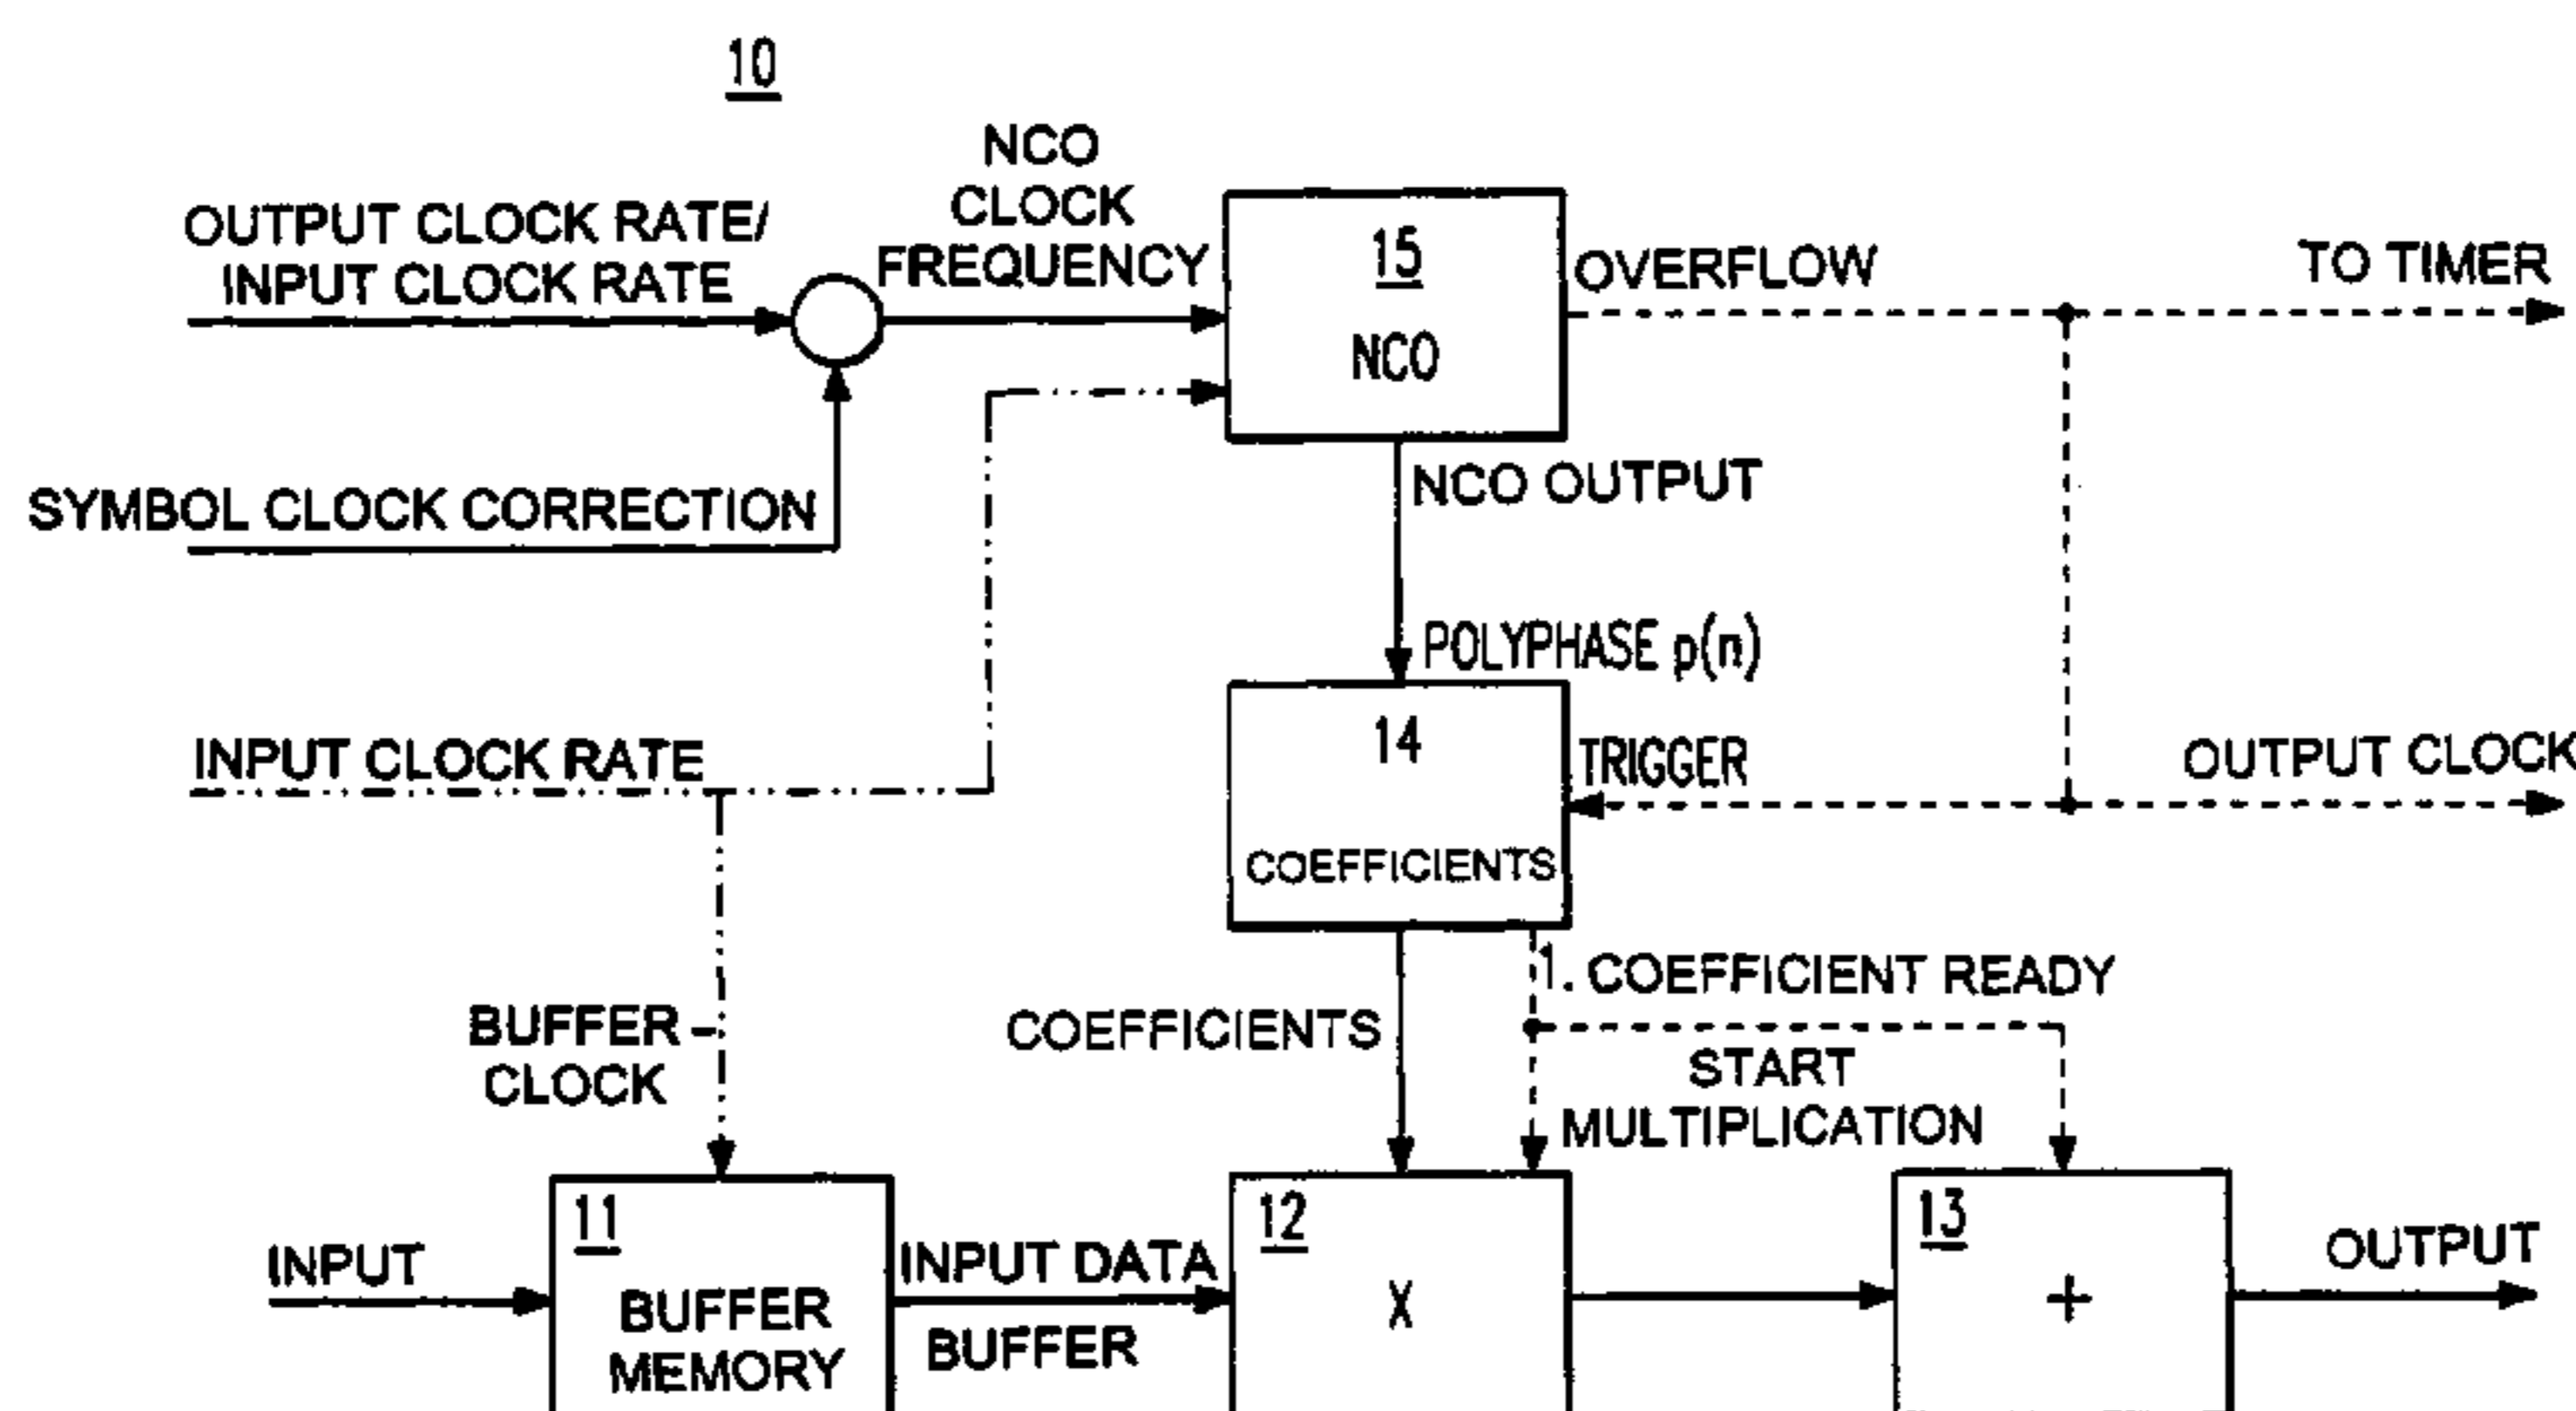 10
NCO
CLOCK
FREQUENCY
OUTPUT CLOCK RATE/
INPUT CLOCK RATE
15
NCO
OVERFLOW
TO TIMER
SYMBOL CLOCK CORRECTION
NCO OUTPUT
POLYPHASE p(n)
INPUT CLOCK RATE
14
COEFFICIENTS
TRIGGER
OUTPUT CLOCK
BUFFER
CLOCK
COEFFICIENTS
1. COEFFICIENT READY
START
MULTIPLICATION
INPUT
11
BUFFER
MEMORY
INPUT DATA
BUFFER
12
X
13
+
OUTPUT